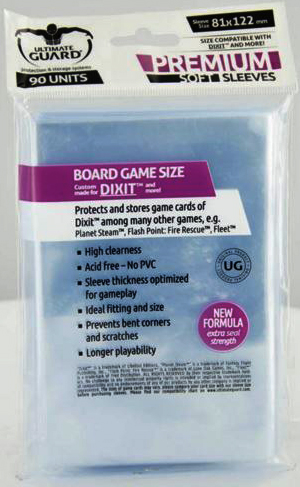 ULTIMATE
GUARD®
protection & storage systems
90 UNITS
Sleeve
Size
81x122 mm
SIZE COMPATIBLE WITH
DIXIT™ AND MORE!
PREMIUM
SOFT SLEEVES
BOARD GAME SIZE
Custom
made for DIXIT™ and
more!
Protects and stores game cards of
Dixit™ among many other games, e.g.
Planet Steam™, Flash Point: Fire Rescue™, Fleet™
▪ High clearness
▪ Acid free – No PVC
▪ Sleeve thickness optimized
for gameplay
▪ Ideal fitting and size
▪ Prevents bent corners
and scratches
▪ Longer playability
UG
NEW
FORMULA
extra seal
strength